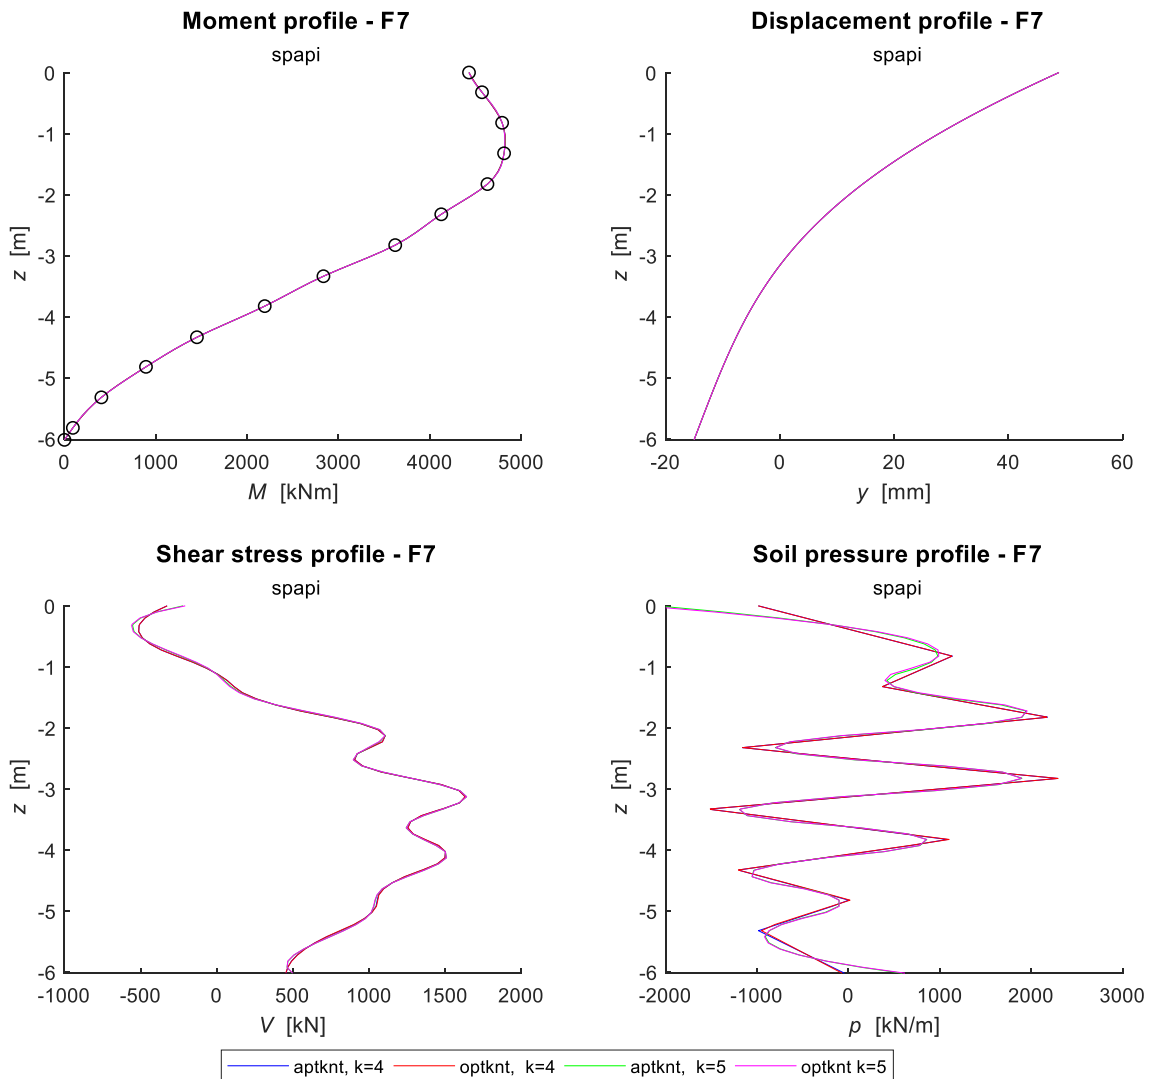 Moment profile - F7
spapi
0
-1
-2
-3
-4
-5
-6
z [m]
0 1000 2000 3000 4000 5000
M [kNm]
Displacement profile - F7
spapi
0
-1
-2
-3
-4
-5
-6
z [m]
-20 0 20 40 60
y [mm]
Shear stress profile - F7
spapi
0
-1
-2
-3
-4
-5
-6
z [m]
-1000 -500 0 500 1000 1500 2000
V [kN]
Soil pressure profile - F7
spapi
0
-1
-2
-3
-4
-5
-6
z [m]
-2000 -1000 0 1000 2000 3000
p [kN/m]
aptknt, k=4 optknt, k=4 aptknt, k=5 optknt k=5